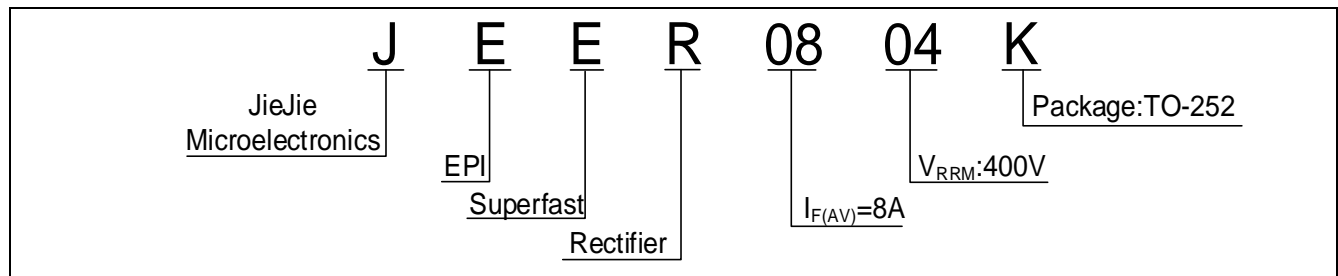 J E E R 08 04 K
JieJie
Microelectronics
Package:TO-252
EPI
VRRM:400V
Superfast
IF(AV)=8A
Rectifier